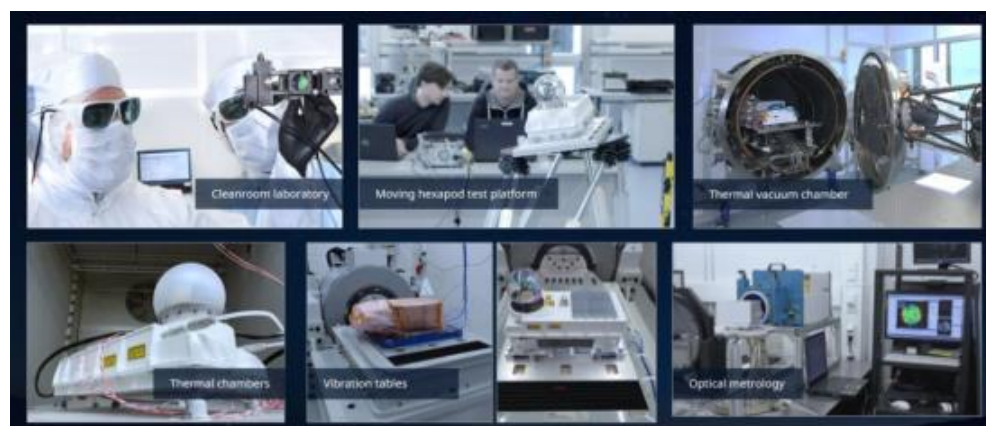 Cleanroom laboratory
Moving hexapod test platform
Thermal vacuum chamber
Thermal chambers
Vibration tables
Optical metrology